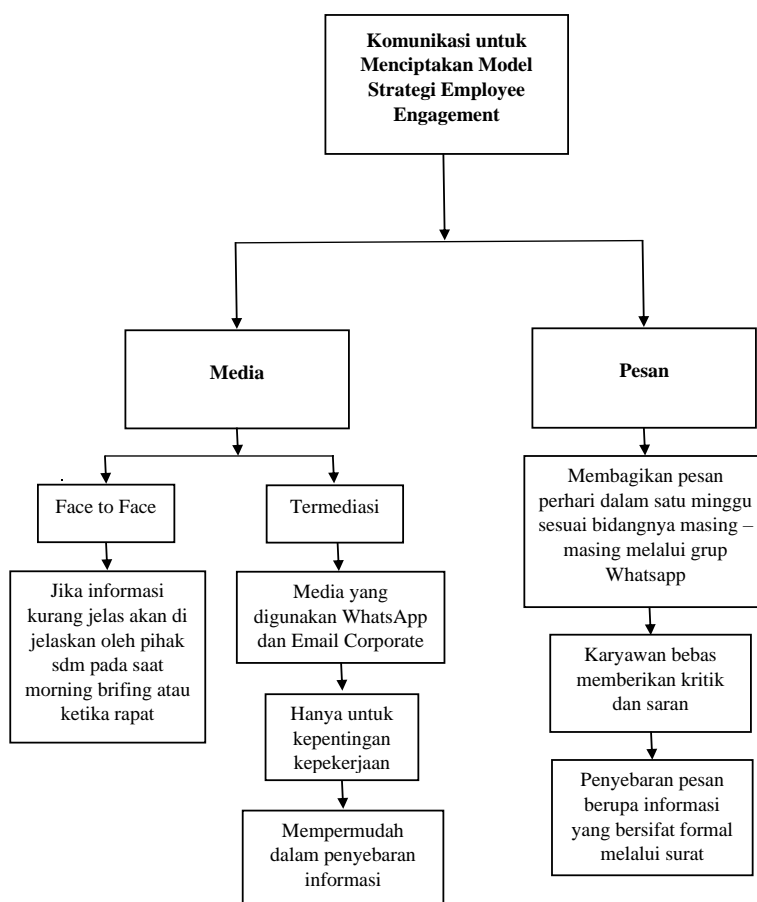 Komunikasi untuk
Menciptakan Model
Strategi Employee
Engagement
Media
Pesan
Face to Face
Termediasi
Membagikan pesan
perhari dalam satu minggu
sesuai bidangnya masing –
masing melalui grup
Whatsapp
Jika informasi
kurang jelas akan di
jelaskan oleh pihak
sdm pada saat
morning brifing atau
ketika rapat
Media yang
digunakan WhatsApp
dan Email Corporate
Karyawan bebas
memberikan kritik
dan saran
Hanya untuk
kepentingan
kepekerjaan
Penyebaran pesan
berupa informasi
yang bersifat formal
melalui surat
Mempermudah
dalam penyebaran
informasi